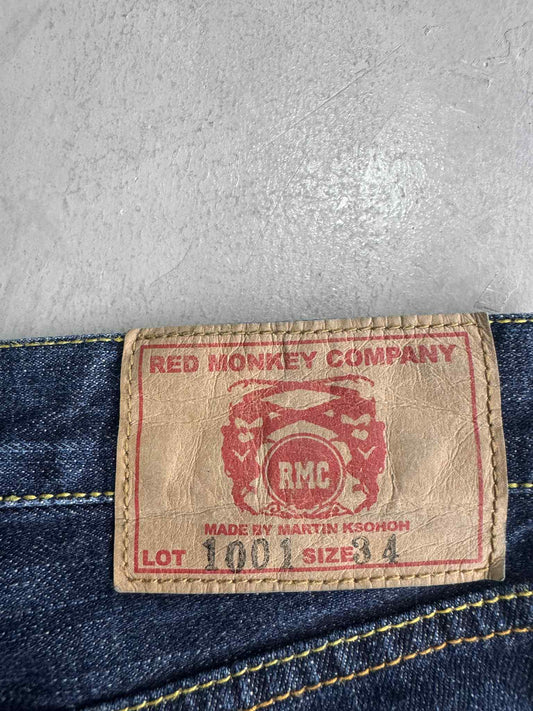 RED MONKEY COMPANY
RMC
MADE BY MARTIN KSOHOH
LOT 1001 SIZE 34